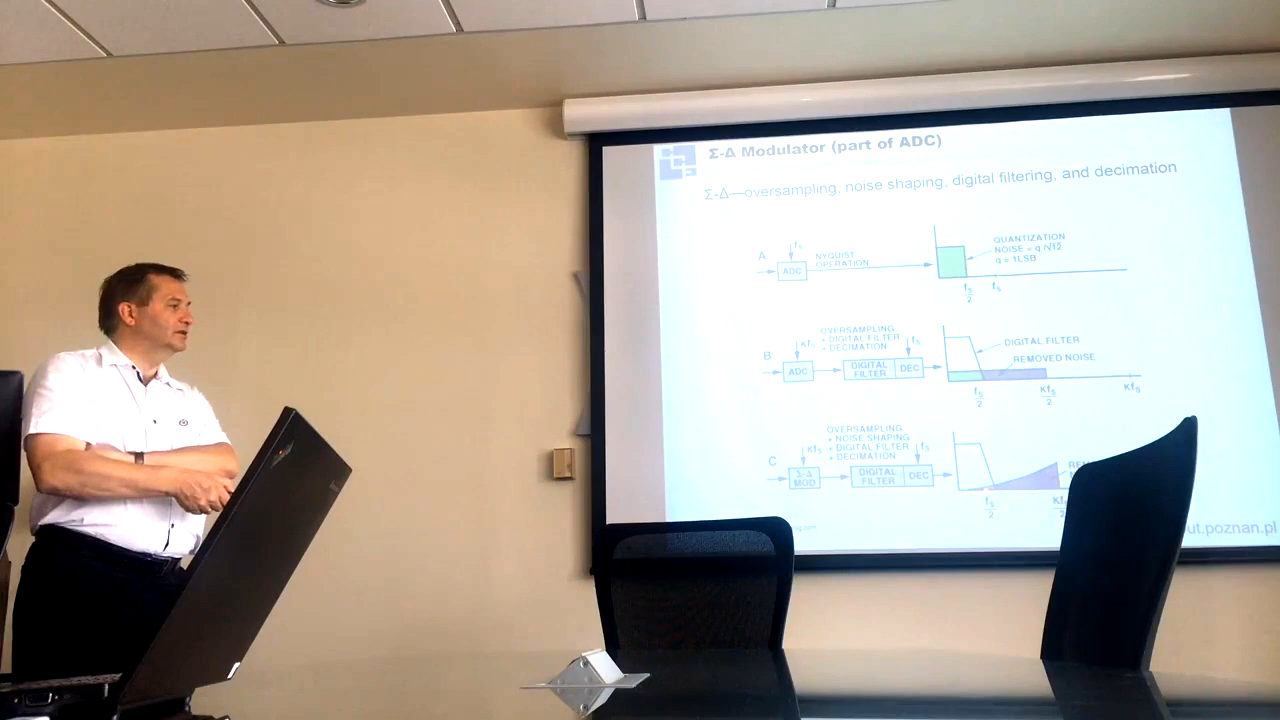 Σ-Δ Modulator (part of ADC)
Σ-Δ—oversampling, noise shaping, digital filtering, and decimation
A
fs
ADC
NYQUIST
OPERATION
QUANTIZATION
NOISE = q /√12
q = 1LSB
fs/2
fs
B
Kfs
OVERSAMPLING
+ DIGITAL FILTER
+ DECIMATION
fs
ADC
DIGITAL
FILTER
DEC
DIGITAL FILTER
REMOVED NOISE
fs/2
Kfs/2
Kfs
C
Kfs
OVERSAMPLING
+ NOISE SHAPING
+ DIGITAL FILTER
+ DECIMATION
fs
Σ-Δ
MOD
DIGITAL
FILTER
DEC
fs/2
ut.poznan.pl